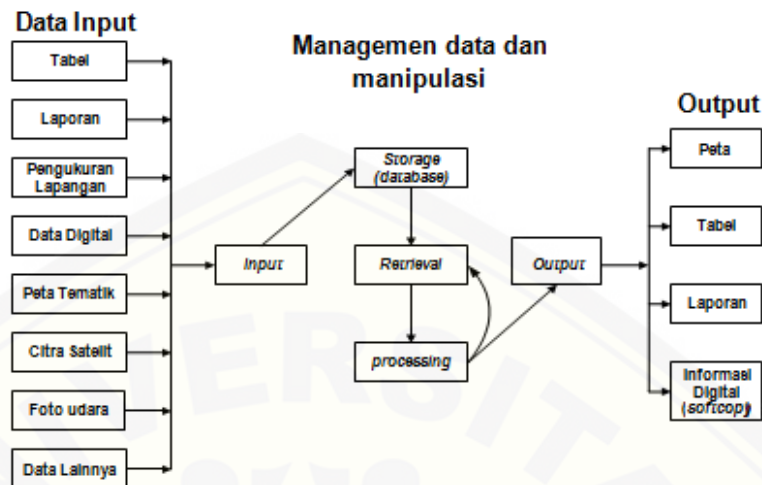 Data Input
Tabel
Laporan
Pengukuran
Lapangan
Data Digital
Peta Tematik
Citra Satelit
Foto udara
Data Lainnya
Managemen data dan
manipulasi
Input
Storage
(database)
Retrieval
processing
Output
Output
Peta
Tabel
Laporan
Informasi
Digital
(softcopy)
VERSITA